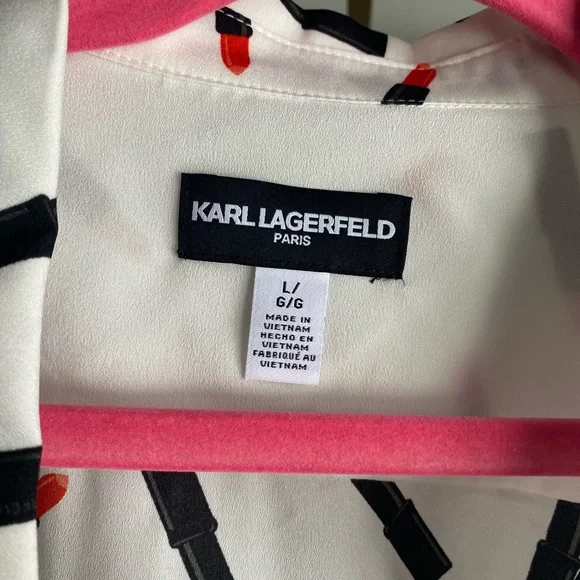 KARL LAGERFELD
PARIS
L/
G/G
MADE IN
VIETNAM
HECHO EN
VIETNAM
FABRIQUÉ AU
VIETNAM